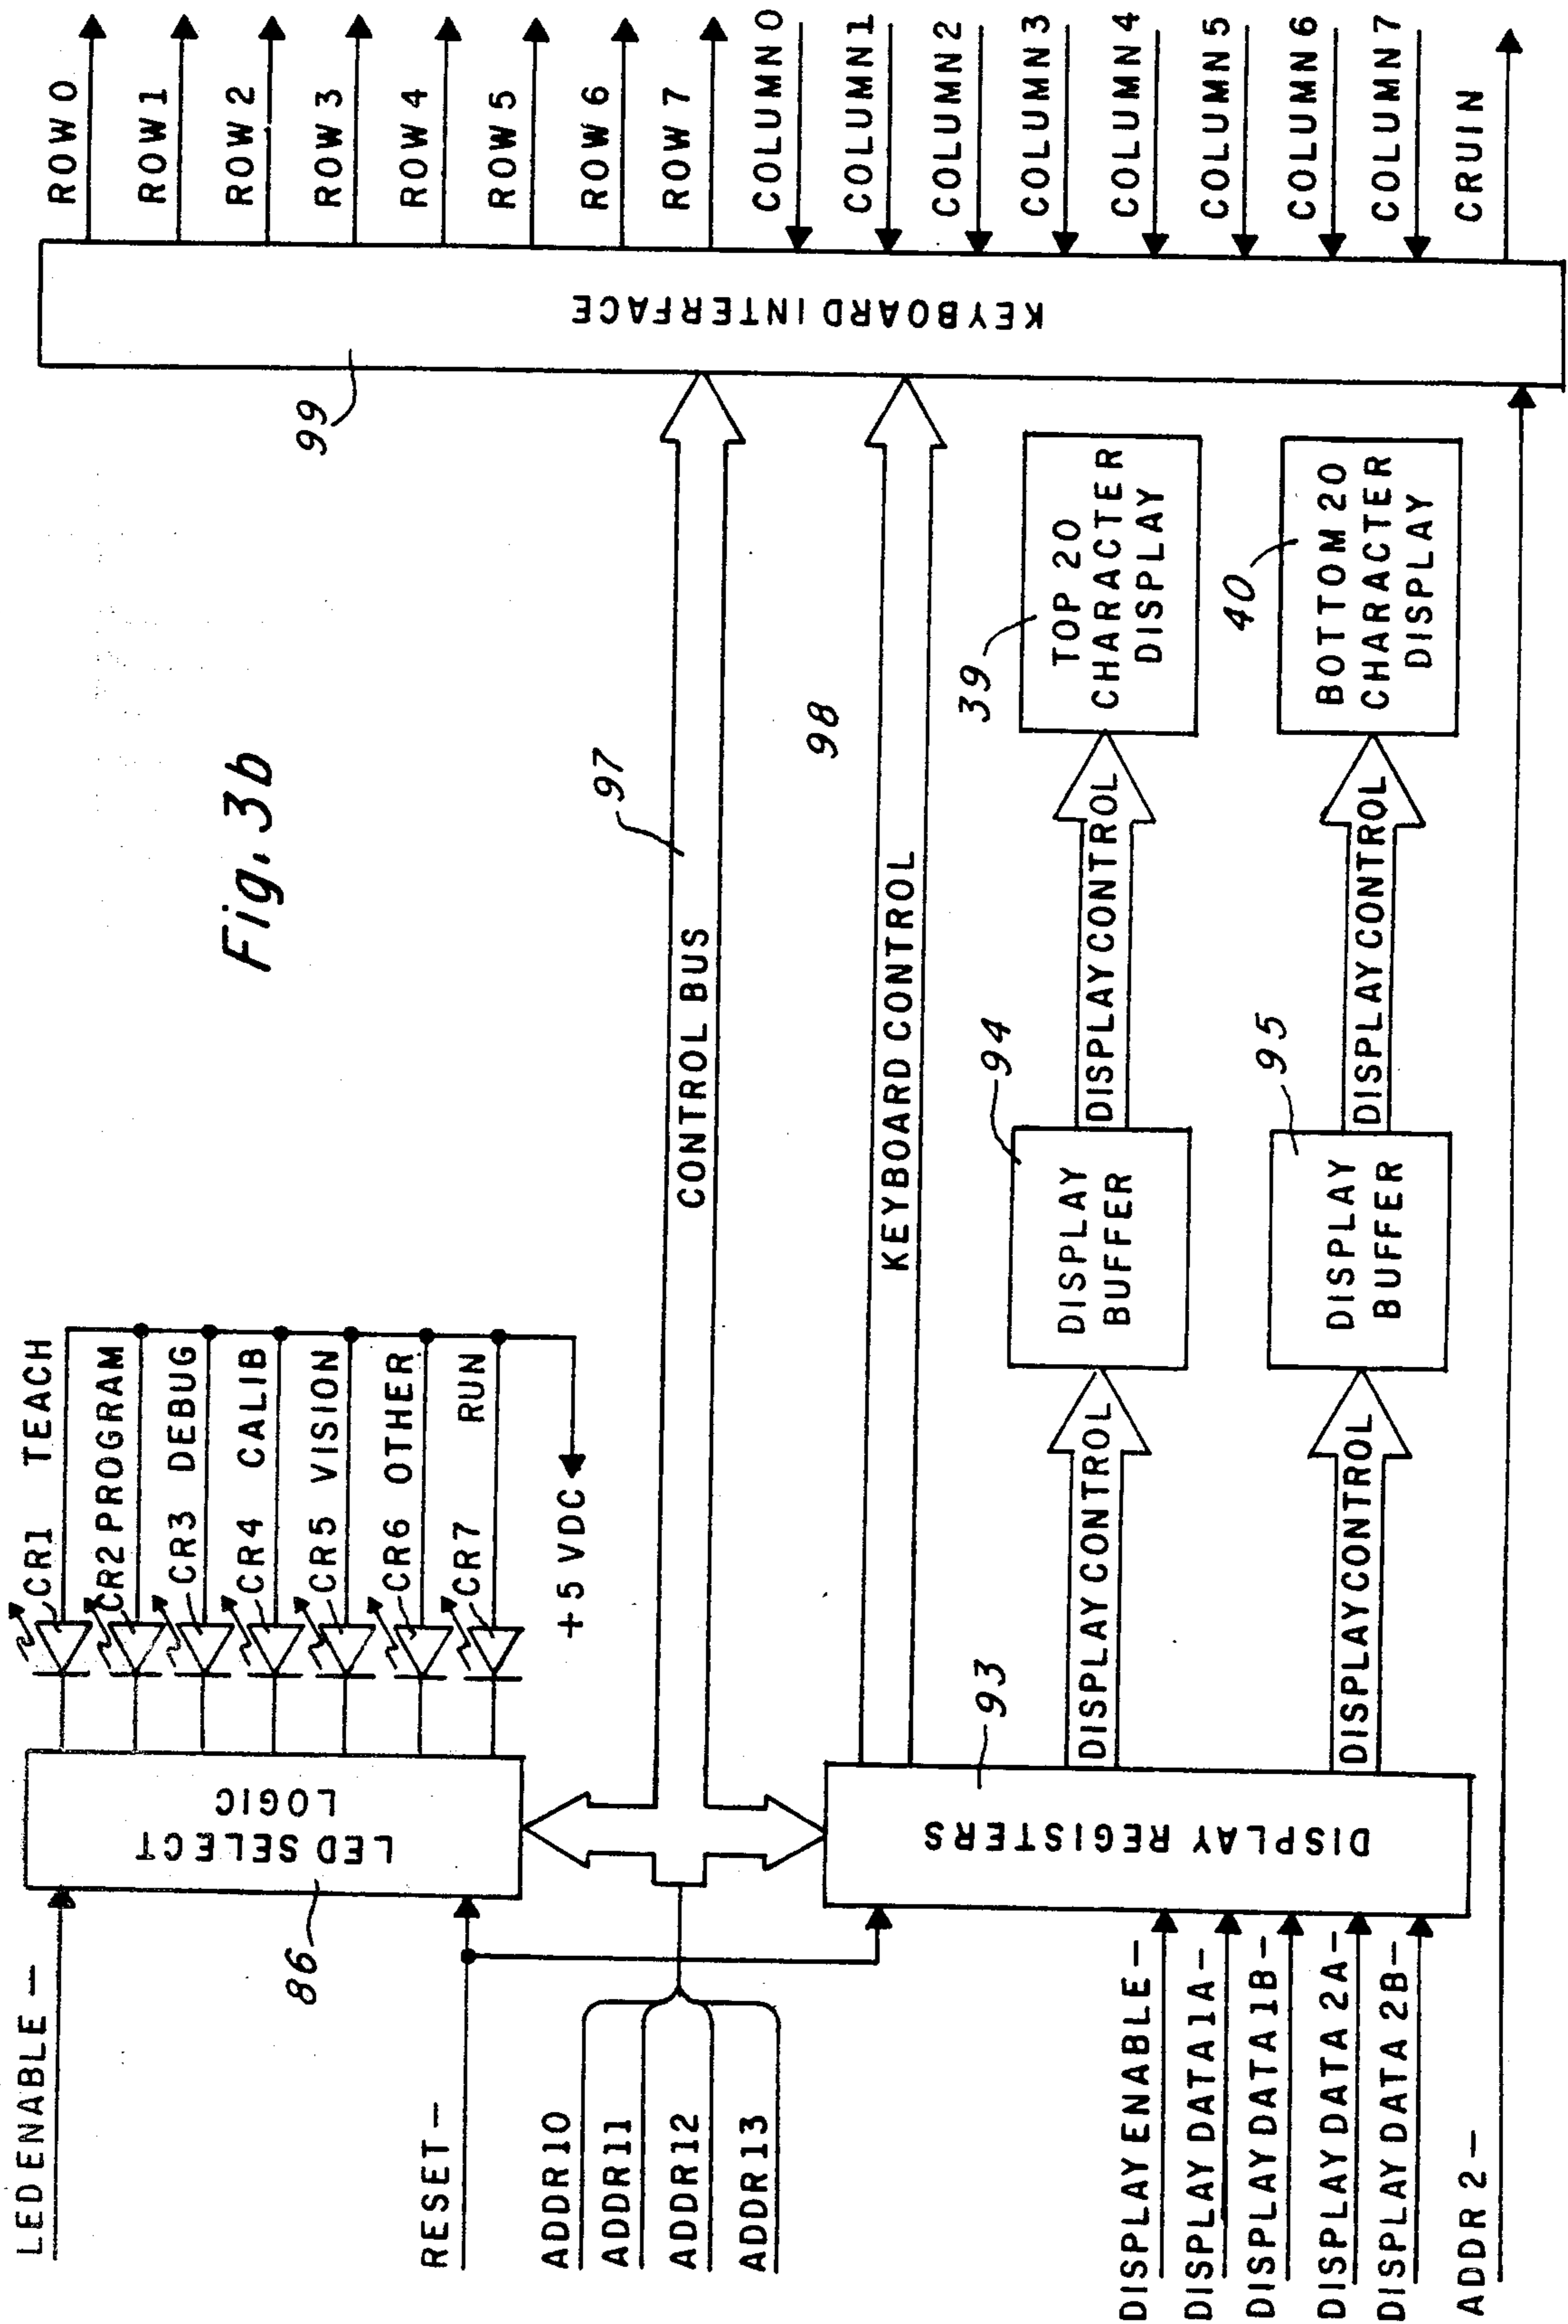 Fig. 3b
LED ENABLE —
RESET —
ADDR 10
ADDR 11
ADDR 12
ADDR 13
86
LED SELECT
LOGIC
CR1 TEACH
CR2 PROGRAM
CR3 DEBUG
CR4 CALIB
CR5 VISION
CR6 OTHER
CR7 RUN
+5 VDC
97
CONTROL BUS
98
KEYBOARD CONTROL
DISPLAY ENABLE —
DISPLAY DATA 1A —
DISPLAY DATA 1B —
DISPLAY DATA 2A —
DISPLAY DATA 2B —
ADDR 2 —
93
DISPLAY REGISTERS
DISPLAY CONTROL
94
DISPLAY
BUFFER
DISPLAY CONTROL
39
TOP 20
CHARACTER
DISPLAY
DISPLAY CONTROL
95
DISPLAY
BUFFER
DISPLAY CONTROL
40
BOTTOM 20
CHARACTER
DISPLAY
99
KEYBOARD INTERFACE
ROW 0
ROW 1
ROW 2
ROW 3
ROW 4
ROW 5
ROW 6
ROW 7
COLUMN 0
COLUMN 1
COLUMN 2
COLUMN 3
COLUMN 4
COLUMN 5
COLUMN 6
COLUMN 7
CRUIN